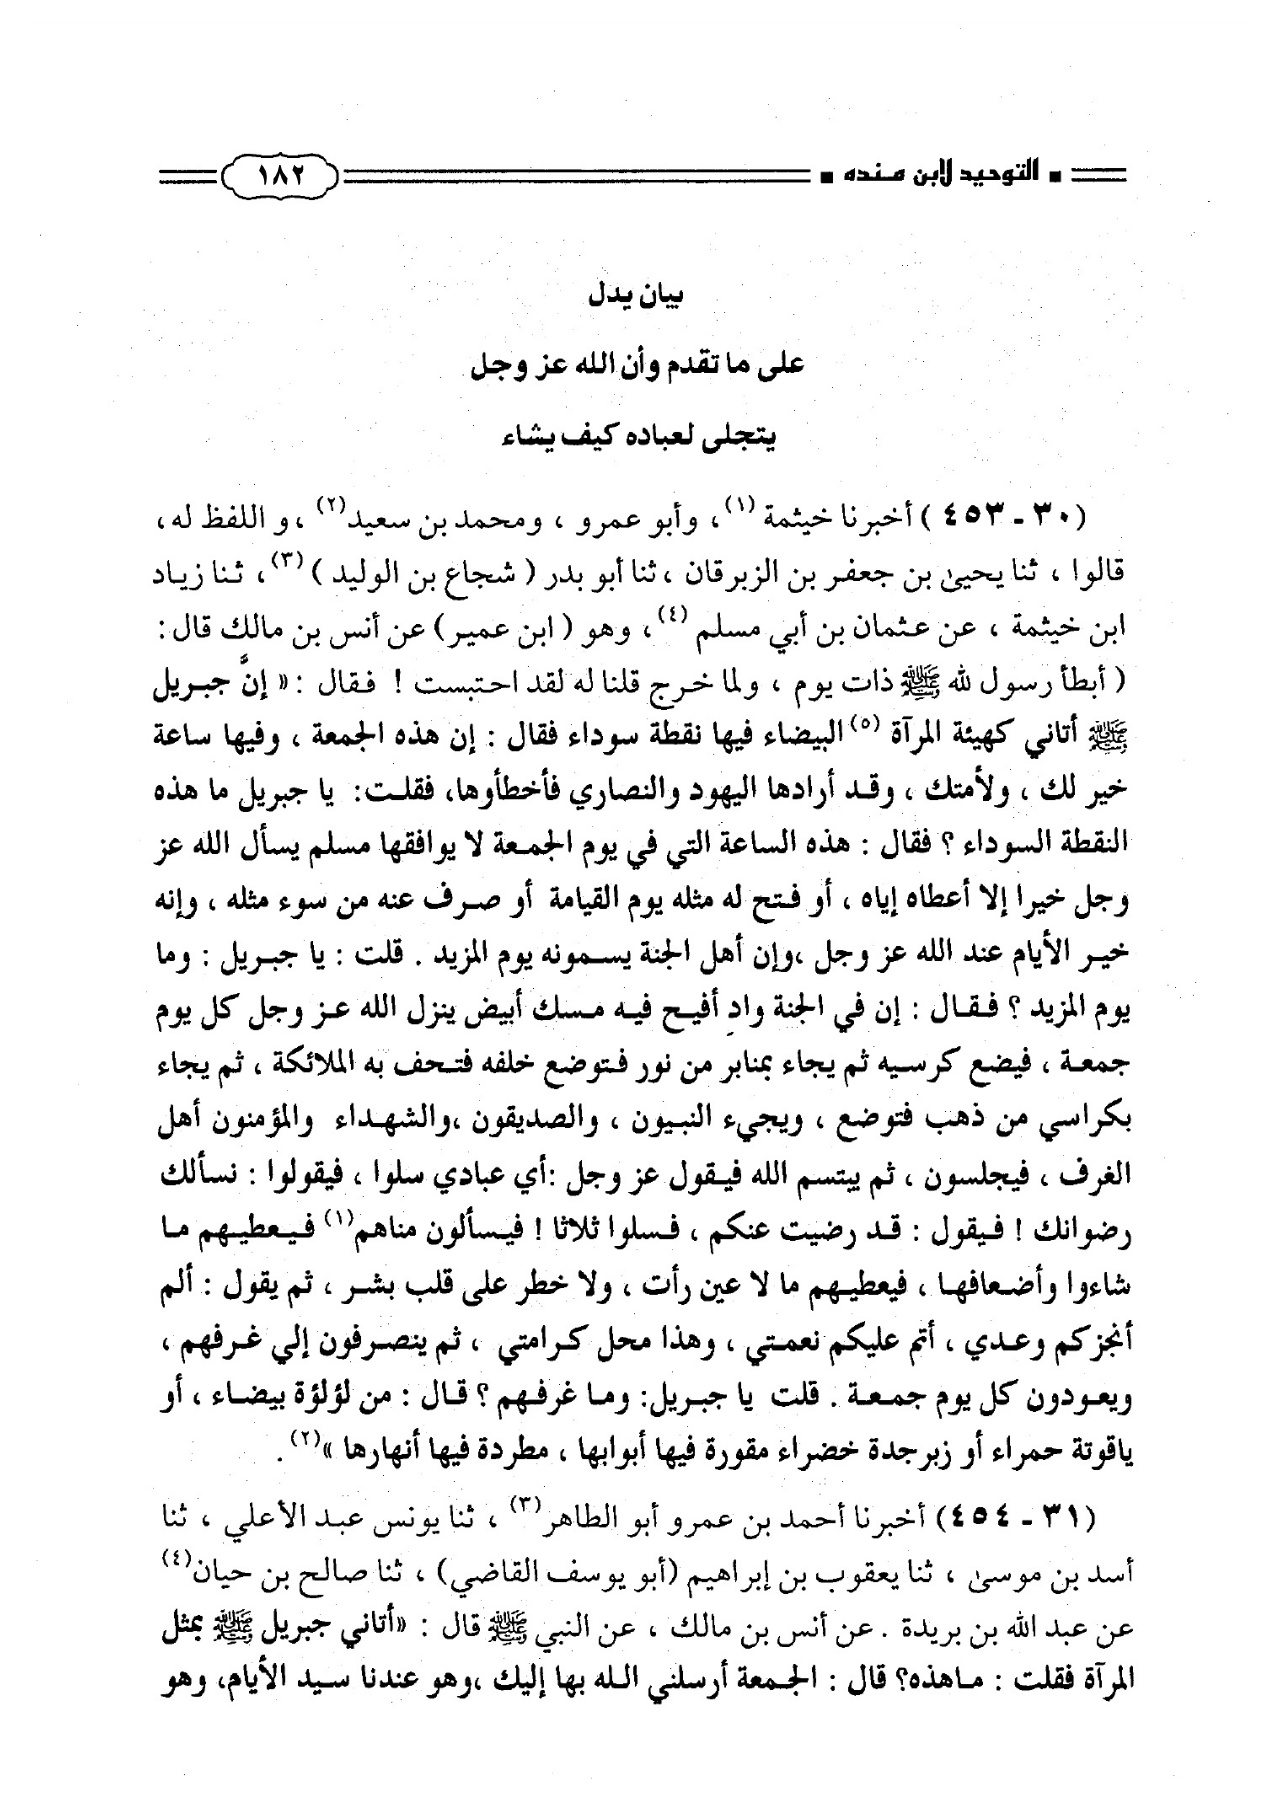 التوحيد لابن منده ١٨٢
بيان يدل
على ما تقدم وأن الله عز وجل
يتجلى لعباده كيف يشاء
(٣٠ - ٤٥٣) أخبرنا خيثمة (١)، وأبو عمرو ، ومحمد بن سعيد(٢) ،و اللفظ له،
قالوا ، ثنا يحيىٰ بن جعفر بن الزبرقان ،ثنا أبو بدر ( شجاع بن الوليد )(٣)، ثنا زياد
ابن خيثمة ، عن عثمان بن أبي مسلم (٤)، وهو ( ابن عمير) عن أنس بن مالك قال :
( أبطأ رسول لله ﷺ ذات يوم ، ولما خرج قلنا له لقد احتبست ! فقال :« إنَّ جبريل
ﷺ أتاني كهيئة المرآة (٥) البيضاء فيها نقطة سوداء فقال : إن هذه الجمعة ، وفيها ساعة
خير لك ، ولأمتك ، وقد أرادها اليهود والنصاري فأخطأوها، فقلت: يا جبريل ما هذه
النقطة السوداء ؟ فقال : هذه الساعة التي في يوم الجمعة لا يوافقها مسلم يسأل الله عز
وجل خيرا إلا أعطاه إياه ، أو فتح له مثله يوم القيامة أو صرف عنه من سوء مثله ، وإنه
خير الأيام عند الله عز وجل ،وإن أهل الجنة يسمونه يوم المزيد . قلت : يا جبريل : وما
يوم المزيد ؟ فقال : إن في الجنة وادٍ أفيح فيه مسك أبيض ينزل الله عز وجل كل يوم
جمعة ، فيضع كرسيه ثم يجاء بمنابر من نور فتوضع خلفه فتحف به الملائكة ، ثم يجاء
بكراسي من ذهب فتوضع ، ويجيء النبيون ، والصديقون ،والشهداء والمؤمنون أهل
الغرف ، فيجلسون ، ثم يبتسم الله فيقول عز وجل :أي عبادي سلوا ، فيقولوا : نسألك
رضوانك ! فيقول : قد رضيت عنكم ، فسلوا ثلاثا ! فيسألون مناهم(١) فيعطيهم ما
شاءوا وأضعافها ، فيعطيهم ما لا عين رأت ، ولا خطر على قلب بشر ، ثم يقول : ألم
أنجزكم وعدي ، أتم عليكم نعمتي ، وهذا محل كرامتي ، ثم ينصرفون إلي غرفهم ،
ويعودون كل يوم جمعة . قلت يا جبريل: وما غرفهم ؟ قال : من لؤلؤة بيضاء ، أو
ياقوتة حمراء أو زبرجدة خضراء مقورة فيها أبوابها ، مطردة فيها أنهارها »(٢) .
(٣١ - ٤٥٤) أخبرنا أحمد بن عمرو أبو الطاهر(٣) ، ثنا يونس عبد الأعلي ، ثنا
أسد بن موسىٰ ، ثنا يعقوب بن إبراهيم (أبو يوسف القاضي) ، ثنا صالح بن حيان(٤)
عن عبد الله بن بريدة . عن أنس بن مالك ، عن النبي ﷺ قال : «أتاني جبريل ﷺ بمثل
المرآة فقلت : ماهذه؟ قال : الجمعة أرسلني الله بها إليك ،وهو عندنا سيد الأيام، وهو